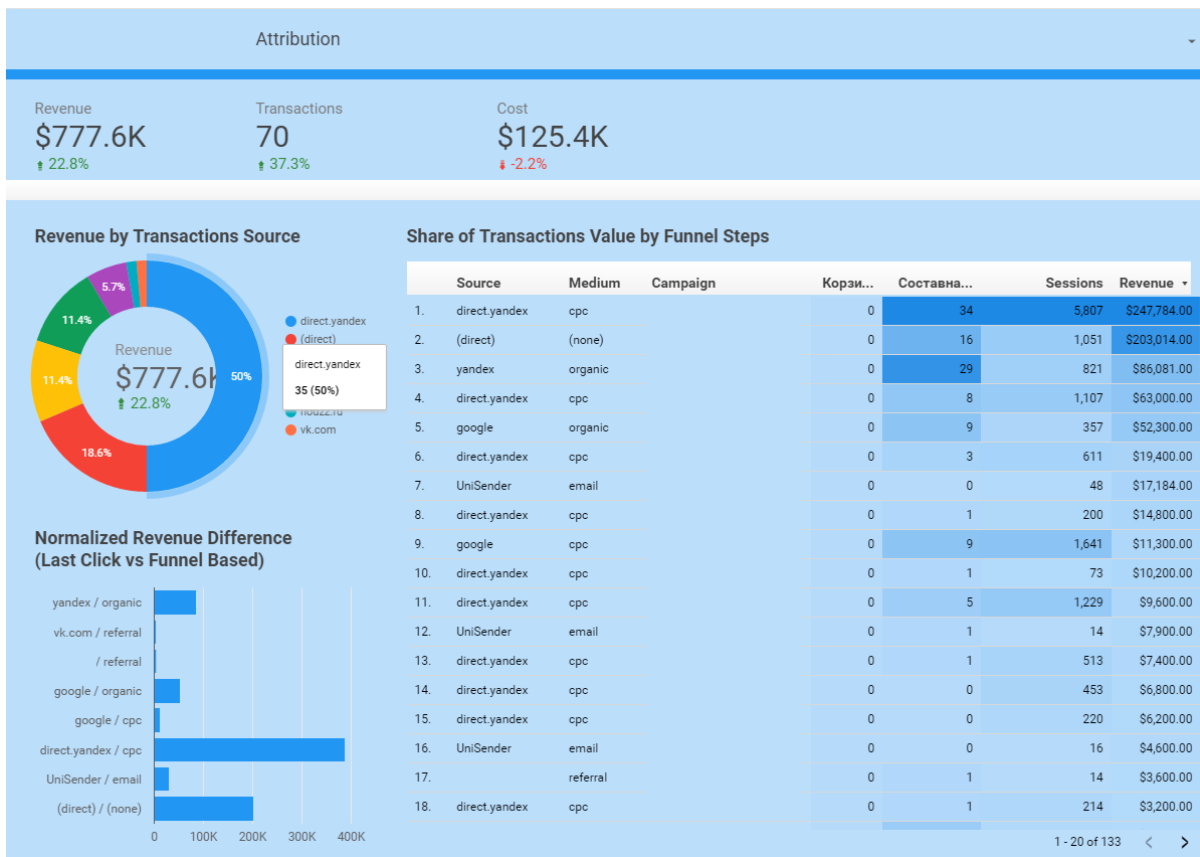 Attribution
Revenue
$777.6K
22.8%
Transactions
70
37.3%
Cost
$125.4K
-2.2%
Revenue by Transactions Source
5.7%
11.4%
11.4%
18.6%
50%
Revenue
$777.6K
22.8%
direct.yandex
(direct)
direct.yandex
35 (50%)
houzz.ru
vk.com
Normalized Revenue Difference
(Last Click vs Funnel Based)
yandex / organic
vk.com / referral
/ referral
google / organic
google / cpc
direct.yandex / cpc
UniSender / email
(direct) / (none)
0 100K 200K 300K 400K
Share of Transactions Value by Funnel Steps
Source Medium Campaign Корзи... Составна... Sessions Revenue
1. direct.yandex cpc 0 34 5,807 $247,784.00
2. (direct) (none) 0 16 1,051 $203,014.00
3. yandex organic 0 29 821 $86,081.00
4. direct.yandex cpc 0 8 1,107 $63,000.00
5. google organic 0 9 357 $52,300.00
6. direct.yandex cpc 0 3 611 $19,400.00
7. UniSender email 0 0 48 $17,184.00
8. direct.yandex cpc 0 1 200 $14,800.00
9. google cpc 0 9 1,641 $11,300.00
10. direct.yandex cpc 0 1 73 $10,200.00
11. direct.yandex cpc 0 5 1,229 $9,600.00
12. UniSender email 0 1 14 $7,900.00
13. direct.yandex cpc 0 1 513 $7,400.00
14. direct.yandex cpc 0 0 453 $6,800.00
15. direct.yandex cpc 0 0 220 $6,200.00
16. UniSender email 0 0 16 $4,600.00
17. referral 0 1 14 $3,600.00
18. direct.yandex cpc 0 1 214 $3,200.00
1 - 20 of 133